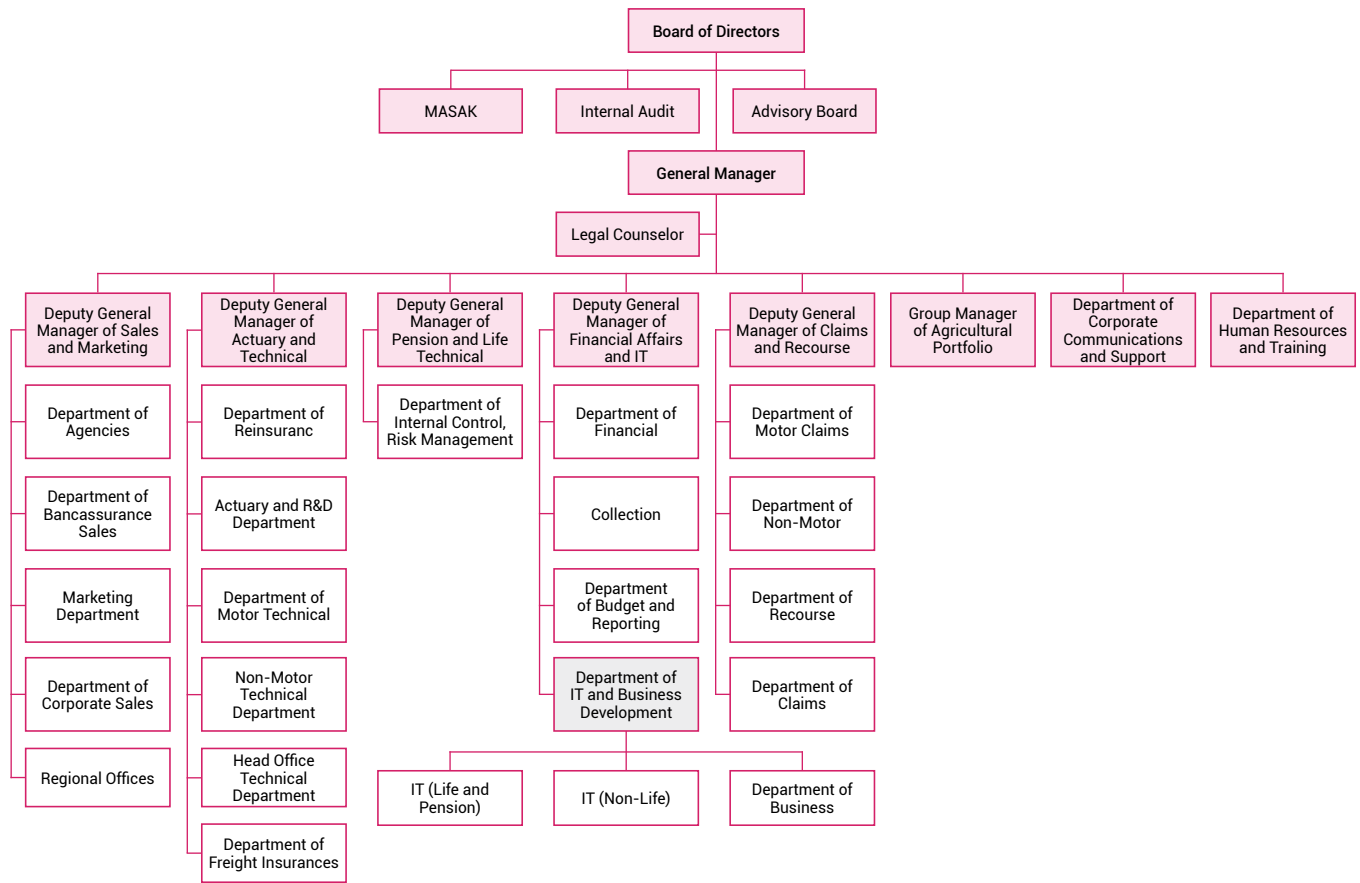 Board of Directors
MASAK
Internal Audit
Advisory Board
General Manager
Legal Counselor
Deputy General
Manager of Sales
and Marketing
Deputy General
Manager of
Actuary and
Technical
Deputy General
Manager of
Pension and Life
Technical
Deputy General
Manager of
Financial Affairs
and IT
Deputy General
Manager of Claims
and Recourse
Group Manager
of Agricultural
Portfolio
Department of
Corporate
Communications
and Support
Department of
Human Resources
and Training
Department of
Agencies
Department of
Reinsuranc
Department of
Internal Control,
Risk Management
Department of
Financial
Department of
Motor Claims
Department of
Bancassurance
Sales
Actuary and R&D
Department
Collection
Department of
Non-Motor
Marketing
Department
Department of
Motor Technical
Department
of Budget and
Reporting
Department of
Recourse
Department of
Corporate Sales
Non-Motor
Technical
Department
Department of
IT and Business
Development
Department of
Claims
Regional Offices
Head Office
Technical
Department
IT (Life and
Pension)
IT (Non-Life)
Department of
Business
Department of
Freight Insurances